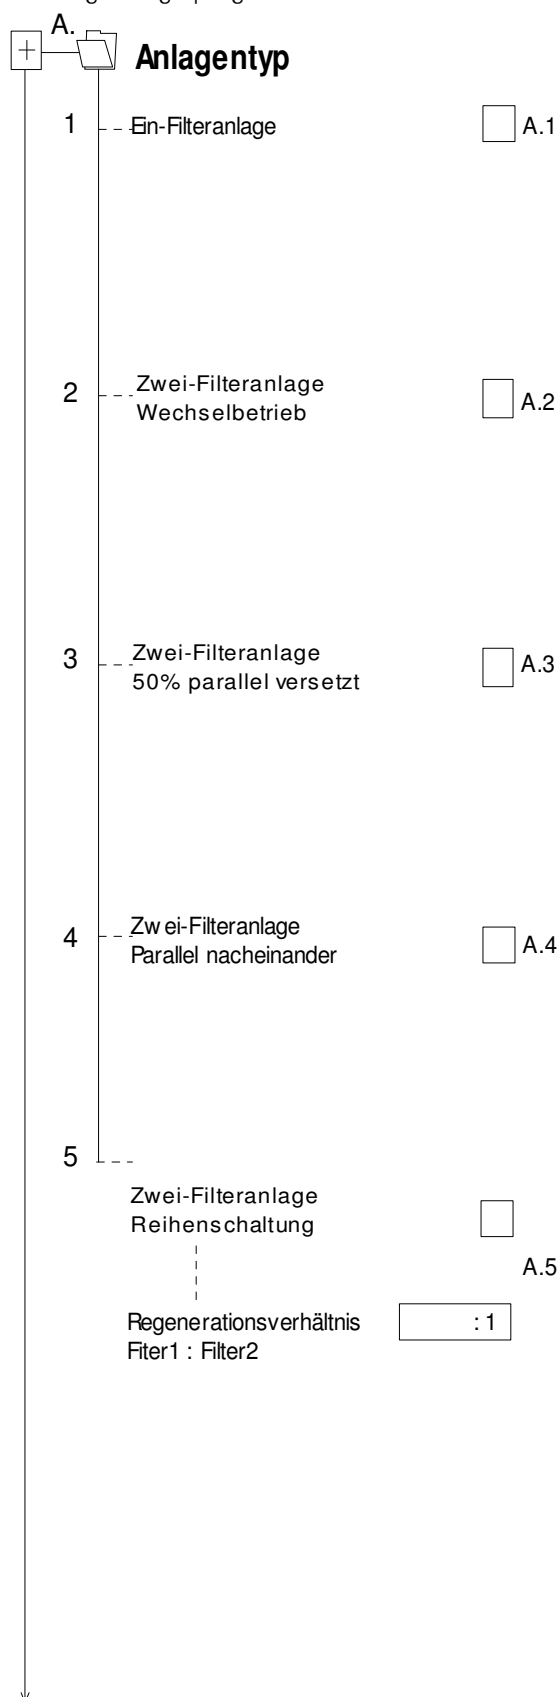 A.
+
Anlagentyp
1
Ein-Filteranlage
A.1
2
Zwei-Filteranlage
Wechselbetrieb
A.2
3
Zwei-Filteranlage
50% parallel versetzt
A.3
4
Zwei-Filteranlage
Parallel nacheinander
A.4
5
Zwei-Filteranlage
Reihenschaltung
A.5
Regenerationsverhältnis
: 1
Fiter1 : Filter2